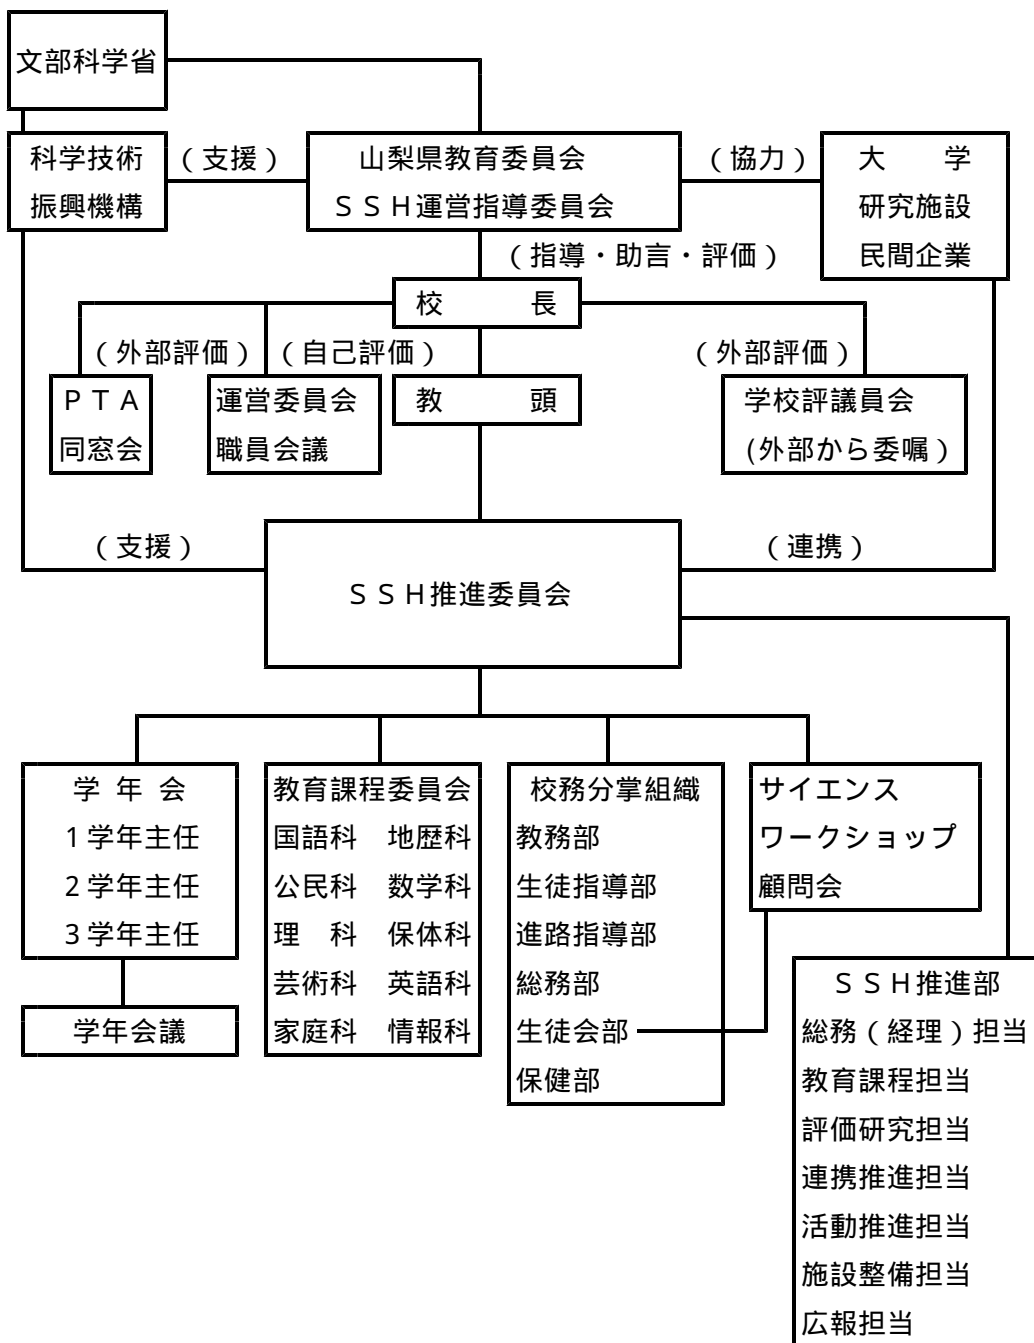 文部科学省
科学技術
振興機構
（支援）
山梨県教育委員会
ＳＳＨ運営指導委員会
（協力）
大　　学
研究施設
民間企業
（指導・助言・評価）
校　　　長
（外部評価）
（自己評価）
（外部評価）
ＰＴＡ
同窓会
運営委員会
職員会議
教　　　頭
学校評議員会
(外部から委嘱）
（支援）
（連携）
ＳＳＨ推進委員会
学 年 会
1学年主任
2学年主任
3学年主任
学年会議
教育課程委員会
国語科　地歴科
公民科　数学科
理　科　保体科
芸術科　英語科
家庭科　情報科
校務分掌組織
教務部
生徒指導部
進路指導部
総務部
生徒会部
保健部
サイエンス
ワークショップ
顧問会
ＳＳＨ推進部
総務（経理）担当
教育課程担当
評価研究担当
連携推進担当
活動推進担当
施設整備担当
広報担当